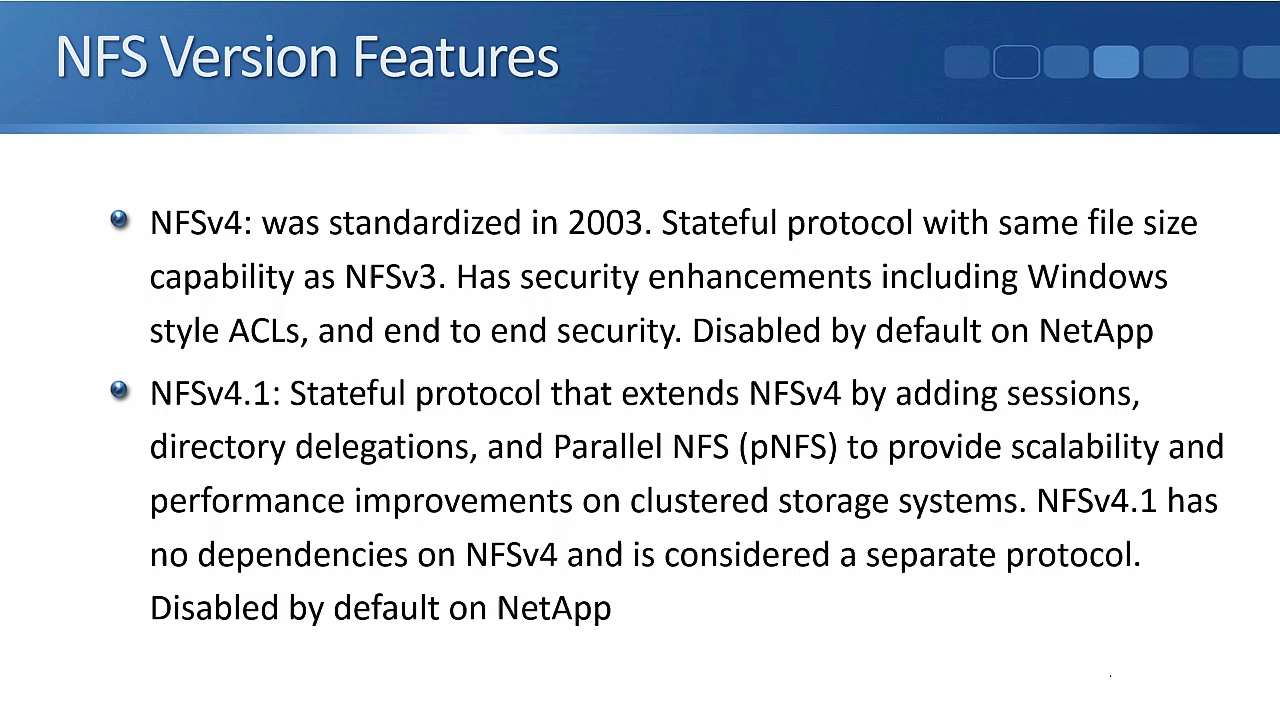 NFS Version Features
NFSv4: was standardized in 2003. Stateful protocol with same file size
capability as NFSv3. Has security enhancements including Windows
style ACLs, and end to end security. Disabled by default on NetApp
NFSv4.1: Stateful protocol that extends NFSv4 by adding sessions,
directory delegations, and Parallel NFS (pNFS) to provide scalability and
performance improvements on clustered storage systems. NFSv4.1 has
no dependencies on NFSv4 and is considered a separate protocol.
Disabled by default on NetApp